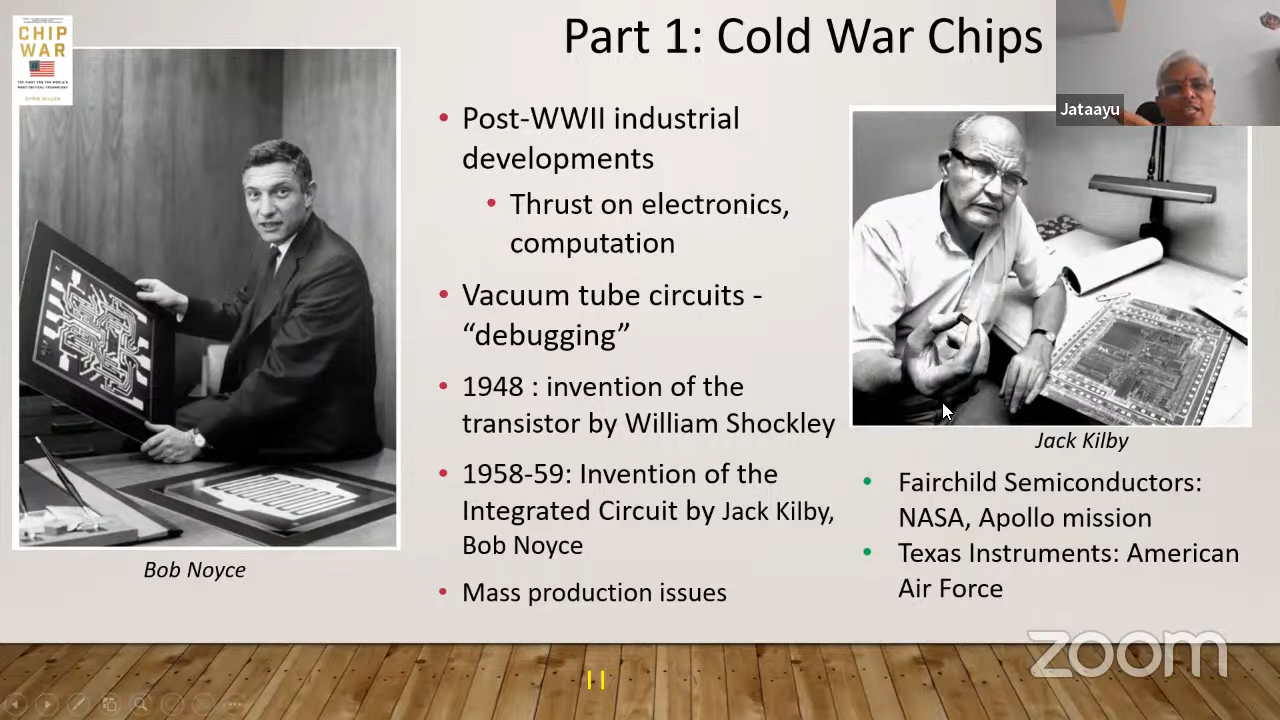 CHIP
WAR
THE FIGHT FOR THE WORLD'S
MOST CRITICAL TECHNOLOGY
CHRIS MILLER
Part 1: Cold War Chips
Jataayu
• Post-WWII industrial
developments
• Thrust on electronics,
computation
• Vacuum tube circuits -
“debugging”
• 1948 : invention of the
transistor by William Shockley
• 1958-59: Invention of the
Integrated Circuit by Jack Kilby,
Bob Noyce
• Mass production issues
Bob Noyce
Jack Kilby
• Fairchild Semiconductors:
NASA, Apollo mission
• Texas Instruments: American
Air Force
zoom
11